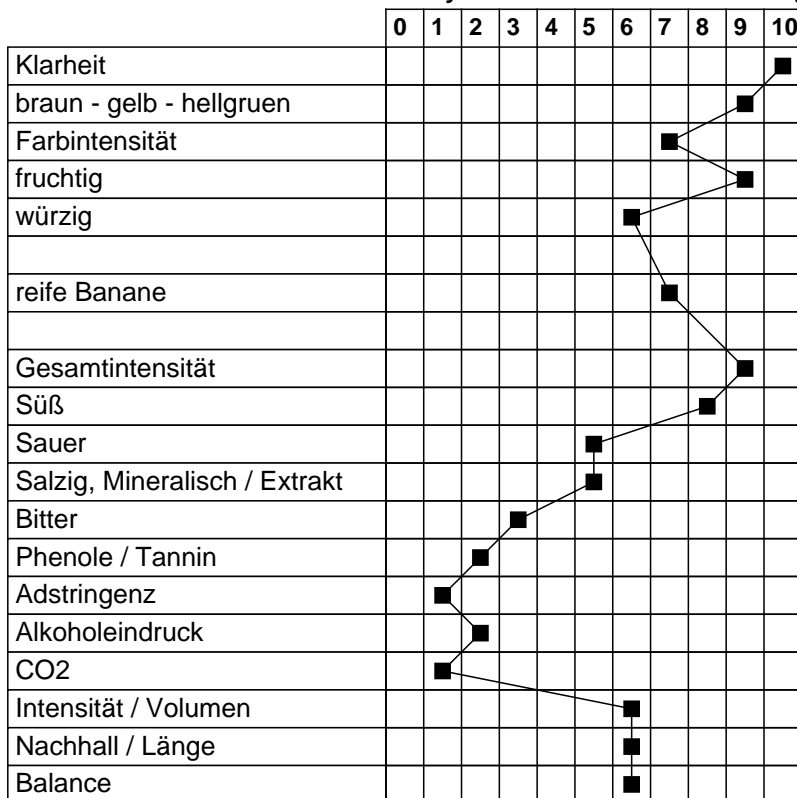 0 1 2 3 4 5 6 7 8 9 10
Klarheit
braun - gelb - hellgruen
Farbintensität
fruchtig
würzig
reife Banane
Gesamtintensität
Süß
Sauer
Salzig, Mineralisch / Extrakt
Bitter
Phenole / Tannin
Adstringenz
Alkoholeindruck
CO2
Intensität / Volumen
Nachhall / Länge
Balance